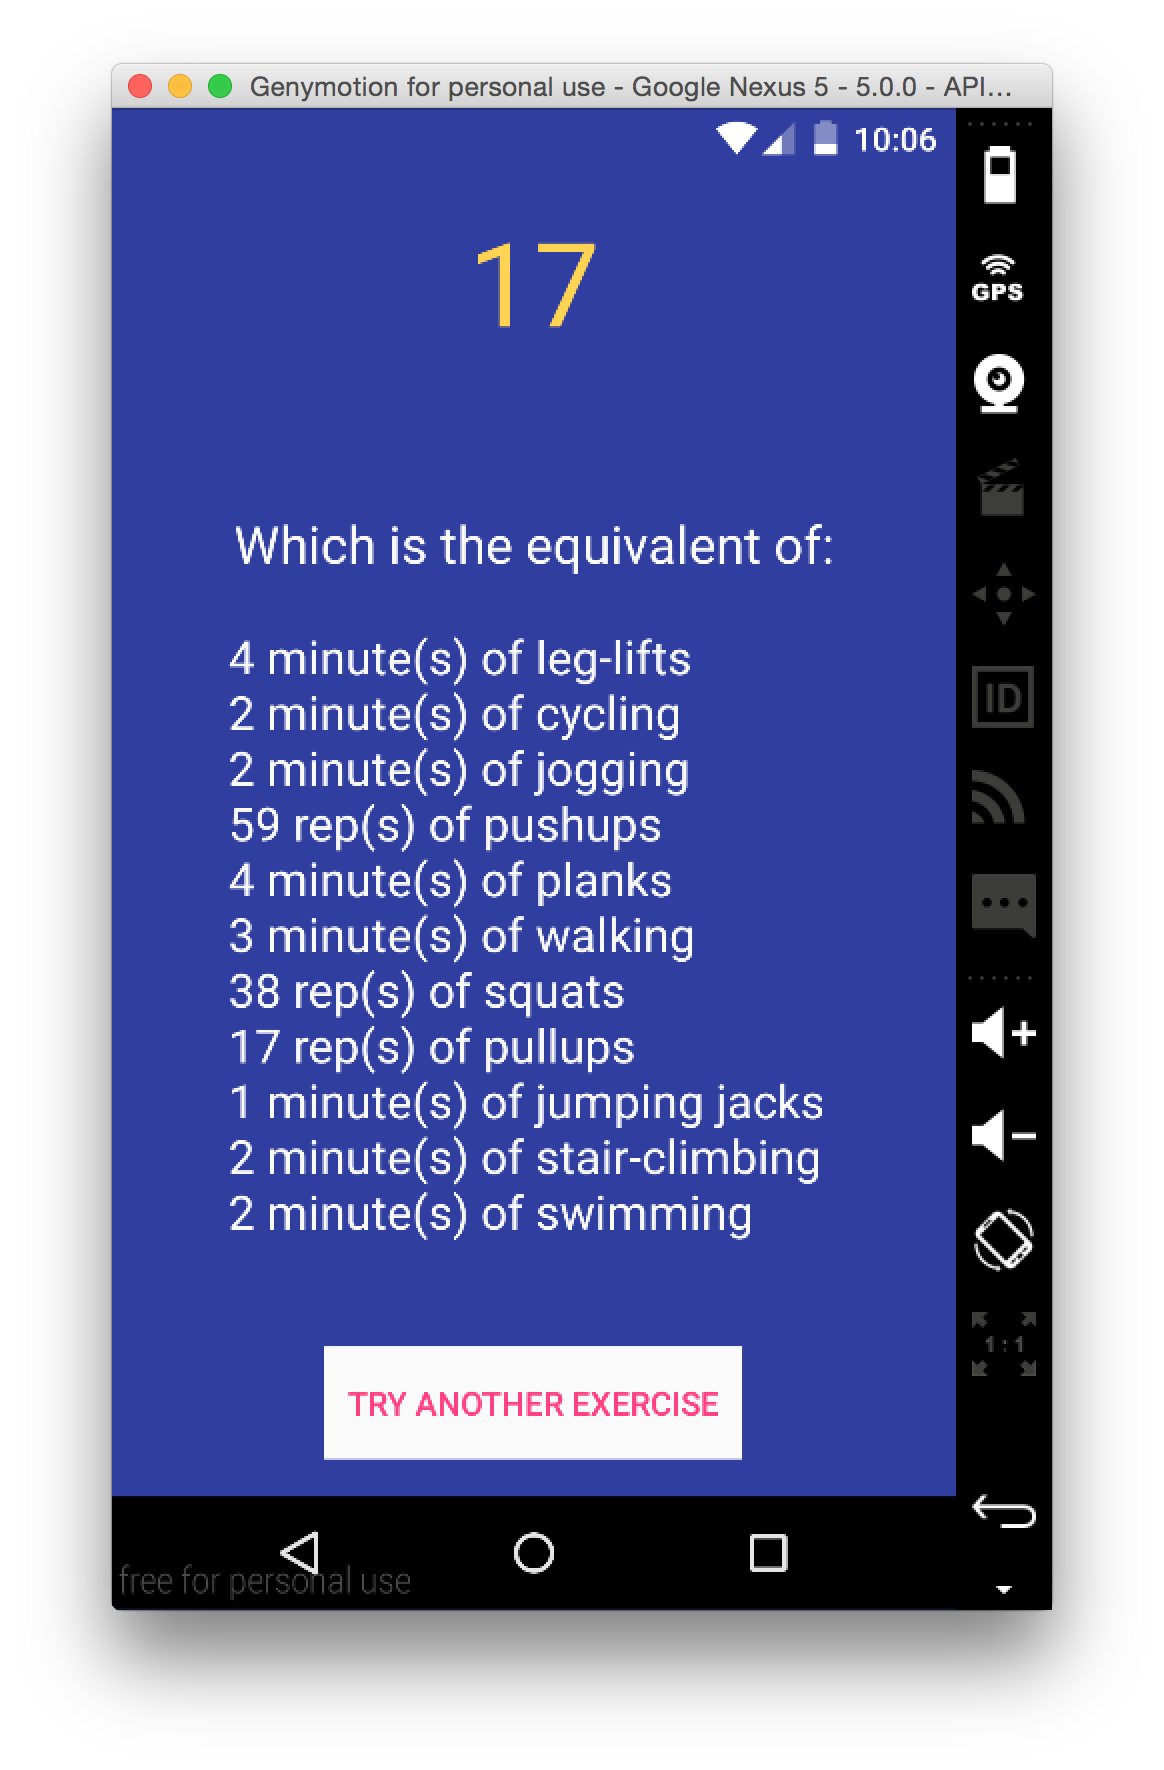 Genymotion for personal use - Google Nexus 5 - 5.0.0 - API...
10:06
GPS
17
Which is the equivalent of:
4 minute(s) of leg-lifts
2 minute(s) of cycling
2 minute(s) of jogging
59 rep(s) of pushups
4 minute(s) of planks
3 minute(s) of walking
38 rep(s) of squats
17 rep(s) of pullups
1 minute(s) of jumping jacks
2 minute(s) of stair-climbing
2 minute(s) of swimming
TRY ANOTHER EXERCISE
ID
1:1
free for personal use